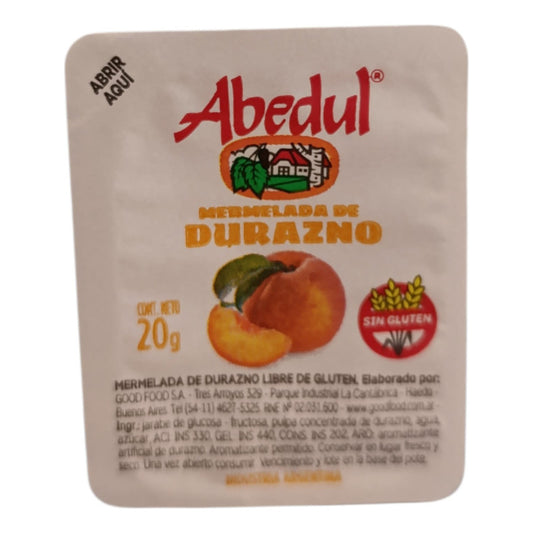 ABRIR
AQUÍ
Abedul®
MERMELADA DE
DURAZNO
CONT. NETO
20g
SIN GLUTEN
MERMELADA DE DURAZNO LIBRE DE GLUTEN. Elaborado por:
GOOD FOOD S.A. - Tres Arroyos 329 - Parque Industrial La Cantábrica - Haedo -
Buenos Aires. Tel (54-11) 4627-5325. RNE Nº 02.031.600 - www.goodfood.com.ar -
Ingr.: jarabe de glucosa - fructosa, pulpa concentrada de durazno, agua,
azúcar, ACI INS 330, GEL INS 440, CONS INS 202, ARO: aromatizante
artificial de durazno. Aromatizante permitido. Conservar en lugar fresco y
seco. Una vez abierto consumir. Vencimiento y lote en la base del pote.
INDUSTRIA ARGENTINA